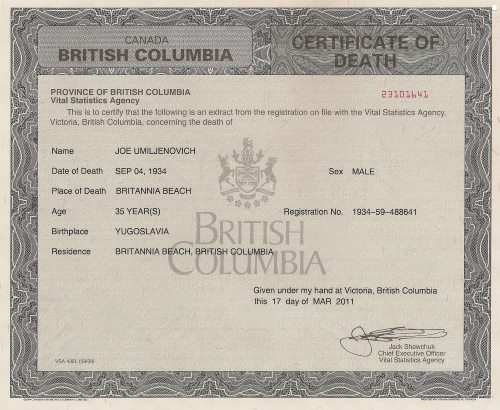 CANADA
BRITISH COLUMBIA
CERTIFICATE OF
DEATH
PROVINCE OF BRITISH COLUMBIA
Vital Statistics Agency
23101641
This is to certify that the following is an extract from the registration on file with the Vital Statistics Agency,
Victoria, British Columbia, concerning the death of
Name JOE UMILJENOVICH
Date of Death SEP 04, 1934 Sex MALE
Place of Death BRITANNIA BEACH
Age 35 YEAR(S) Registration No. 1934-59-488641
Birthplace YUGOSLAVIA
BRITISH
COLUMBIA
Residence BRITANNIA BEACH, BRITISH COLUMBIA
Given under my hand at Victoria, British Columbia
this 17 day of MAR 2011
Jack Shewchuk
Chief Executive Officer
Vital Statistics Agency
VSA 435L (09/09)